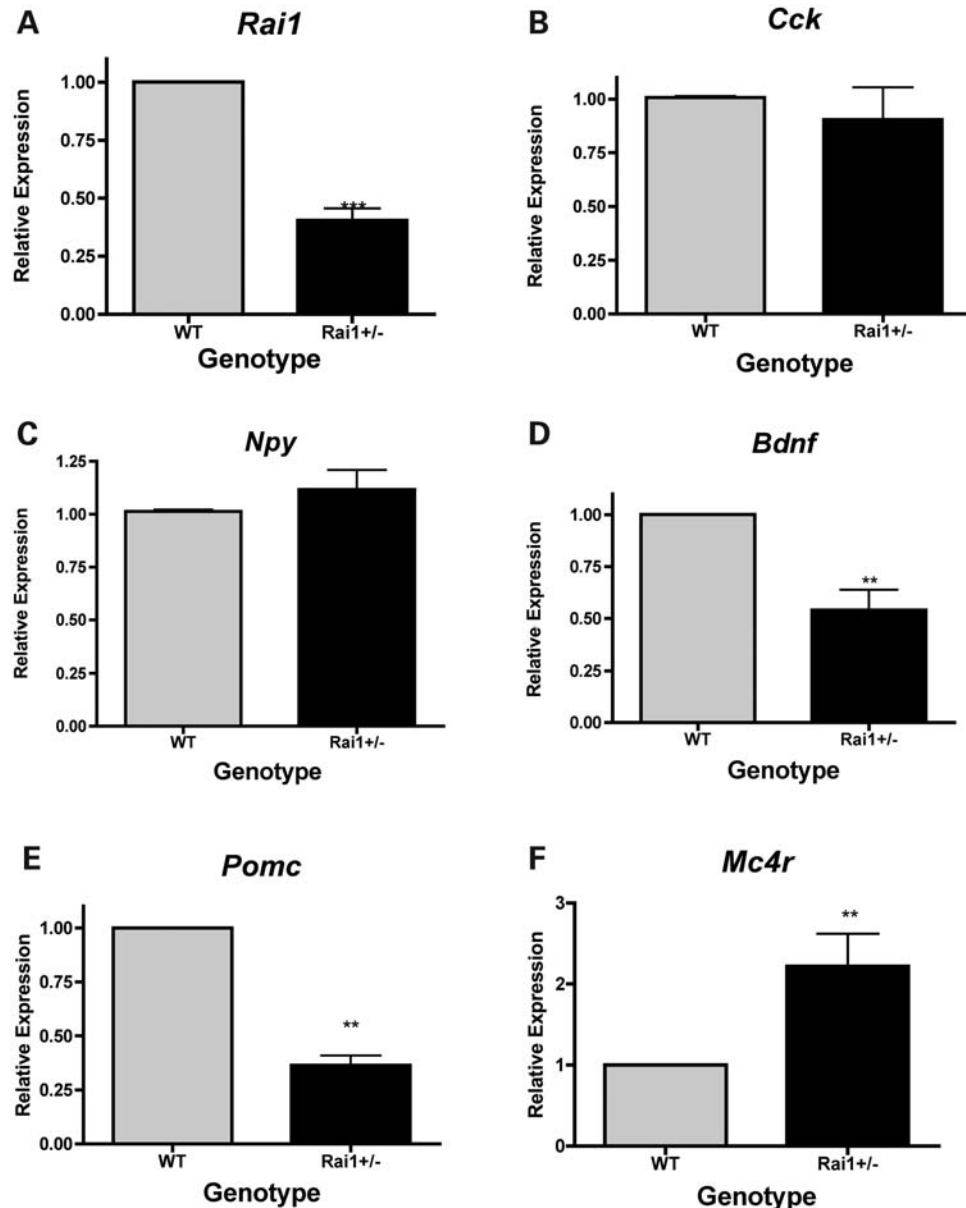 A
Rai1
Relative Expression
1.00
0.75
0.50
0.25
0.00
***
WT
Rai1+/-
Genotype
B
Cck
Relative Expression
1.00
0.75
0.50
0.25
0.00
WT
Rai1+/-
Genotype
C
Npy
Relative Expression
1.25
1.00
0.75
0.50
0.25
0.00
WT
Rai1+/-
Genotype
D
Bdnf
Relative Expression
1.00
0.75
0.50
0.25
0.00
**
WT
Rai1+/-
Genotype
E
Pomc
Relative Expression
1.00
0.75
0.50
0.25
0.00
**
WT
Rai1+/-
Genotype
F
Mc4r
Relative Expression
3
2
1
0
**
WT
Rai1+/-
Genotype